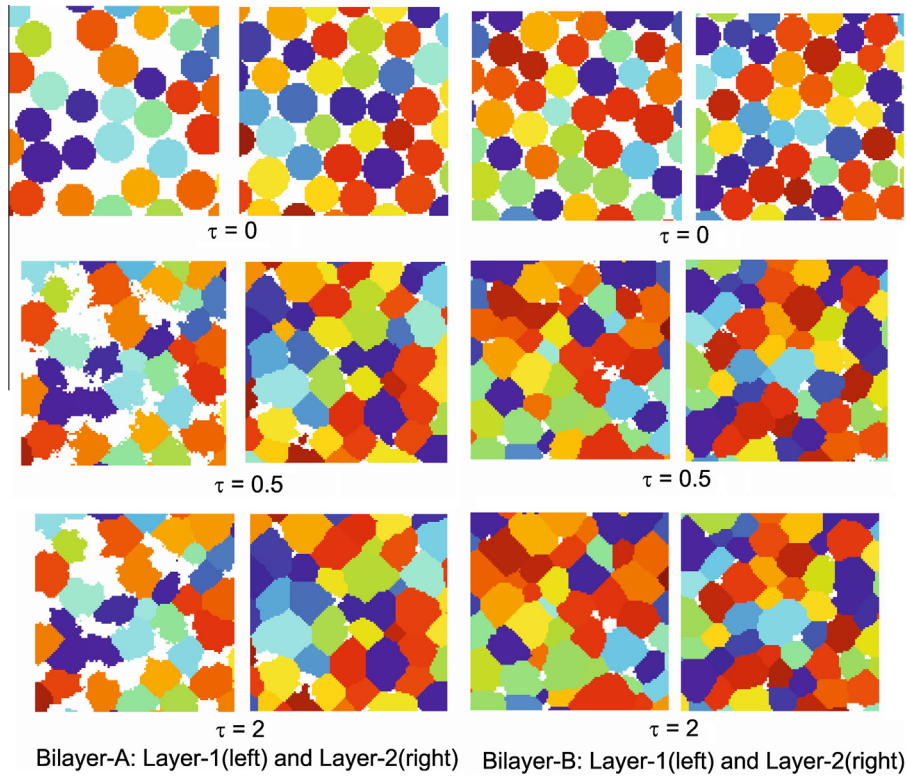 τ = 0
τ = 0
τ = 0.5
τ = 0.5
τ = 2
τ = 2
Bilayer-A: Layer-1(left) and Layer-2(right)
Bilayer-B: Layer-1(left) and Layer-2(right)